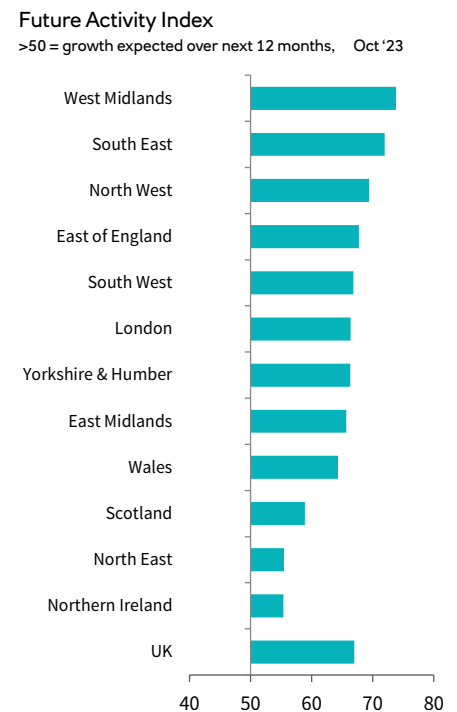 Future Activity Index
>50 = growth expected over next 12 months, Oct ‘23
West Midlands
South East
North West
East of England
South West
London
Yorkshire & Humber
East Midlands
Wales
Scotland
North East
Northern Ireland
UK
40 50 60 70 80